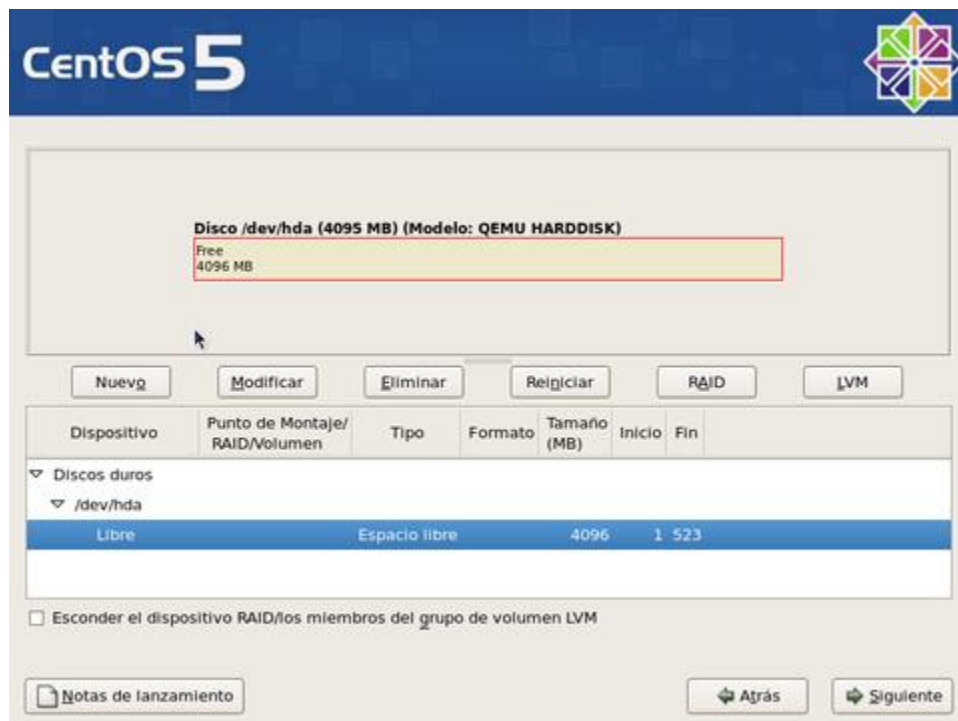 CentOS 5
Disco /dev/hda (4095 MB) (Modelo: QEMU HARDDISK)
Free
4096 MB
Nuevo Modificar Eliminar Reiniciar RAID LVM
Dispositivo Punto de Montaje/ RAID/Volumen Tipo Formato Tamaño (MB) Inicio Fin
Discos duros
/dev/hda
Libre Espacio libre 4096 1 523
Esconder el dispositivo RAID/los miembros del grupo de volumen LVM
Notas de lanzamiento Atrás Siguiente